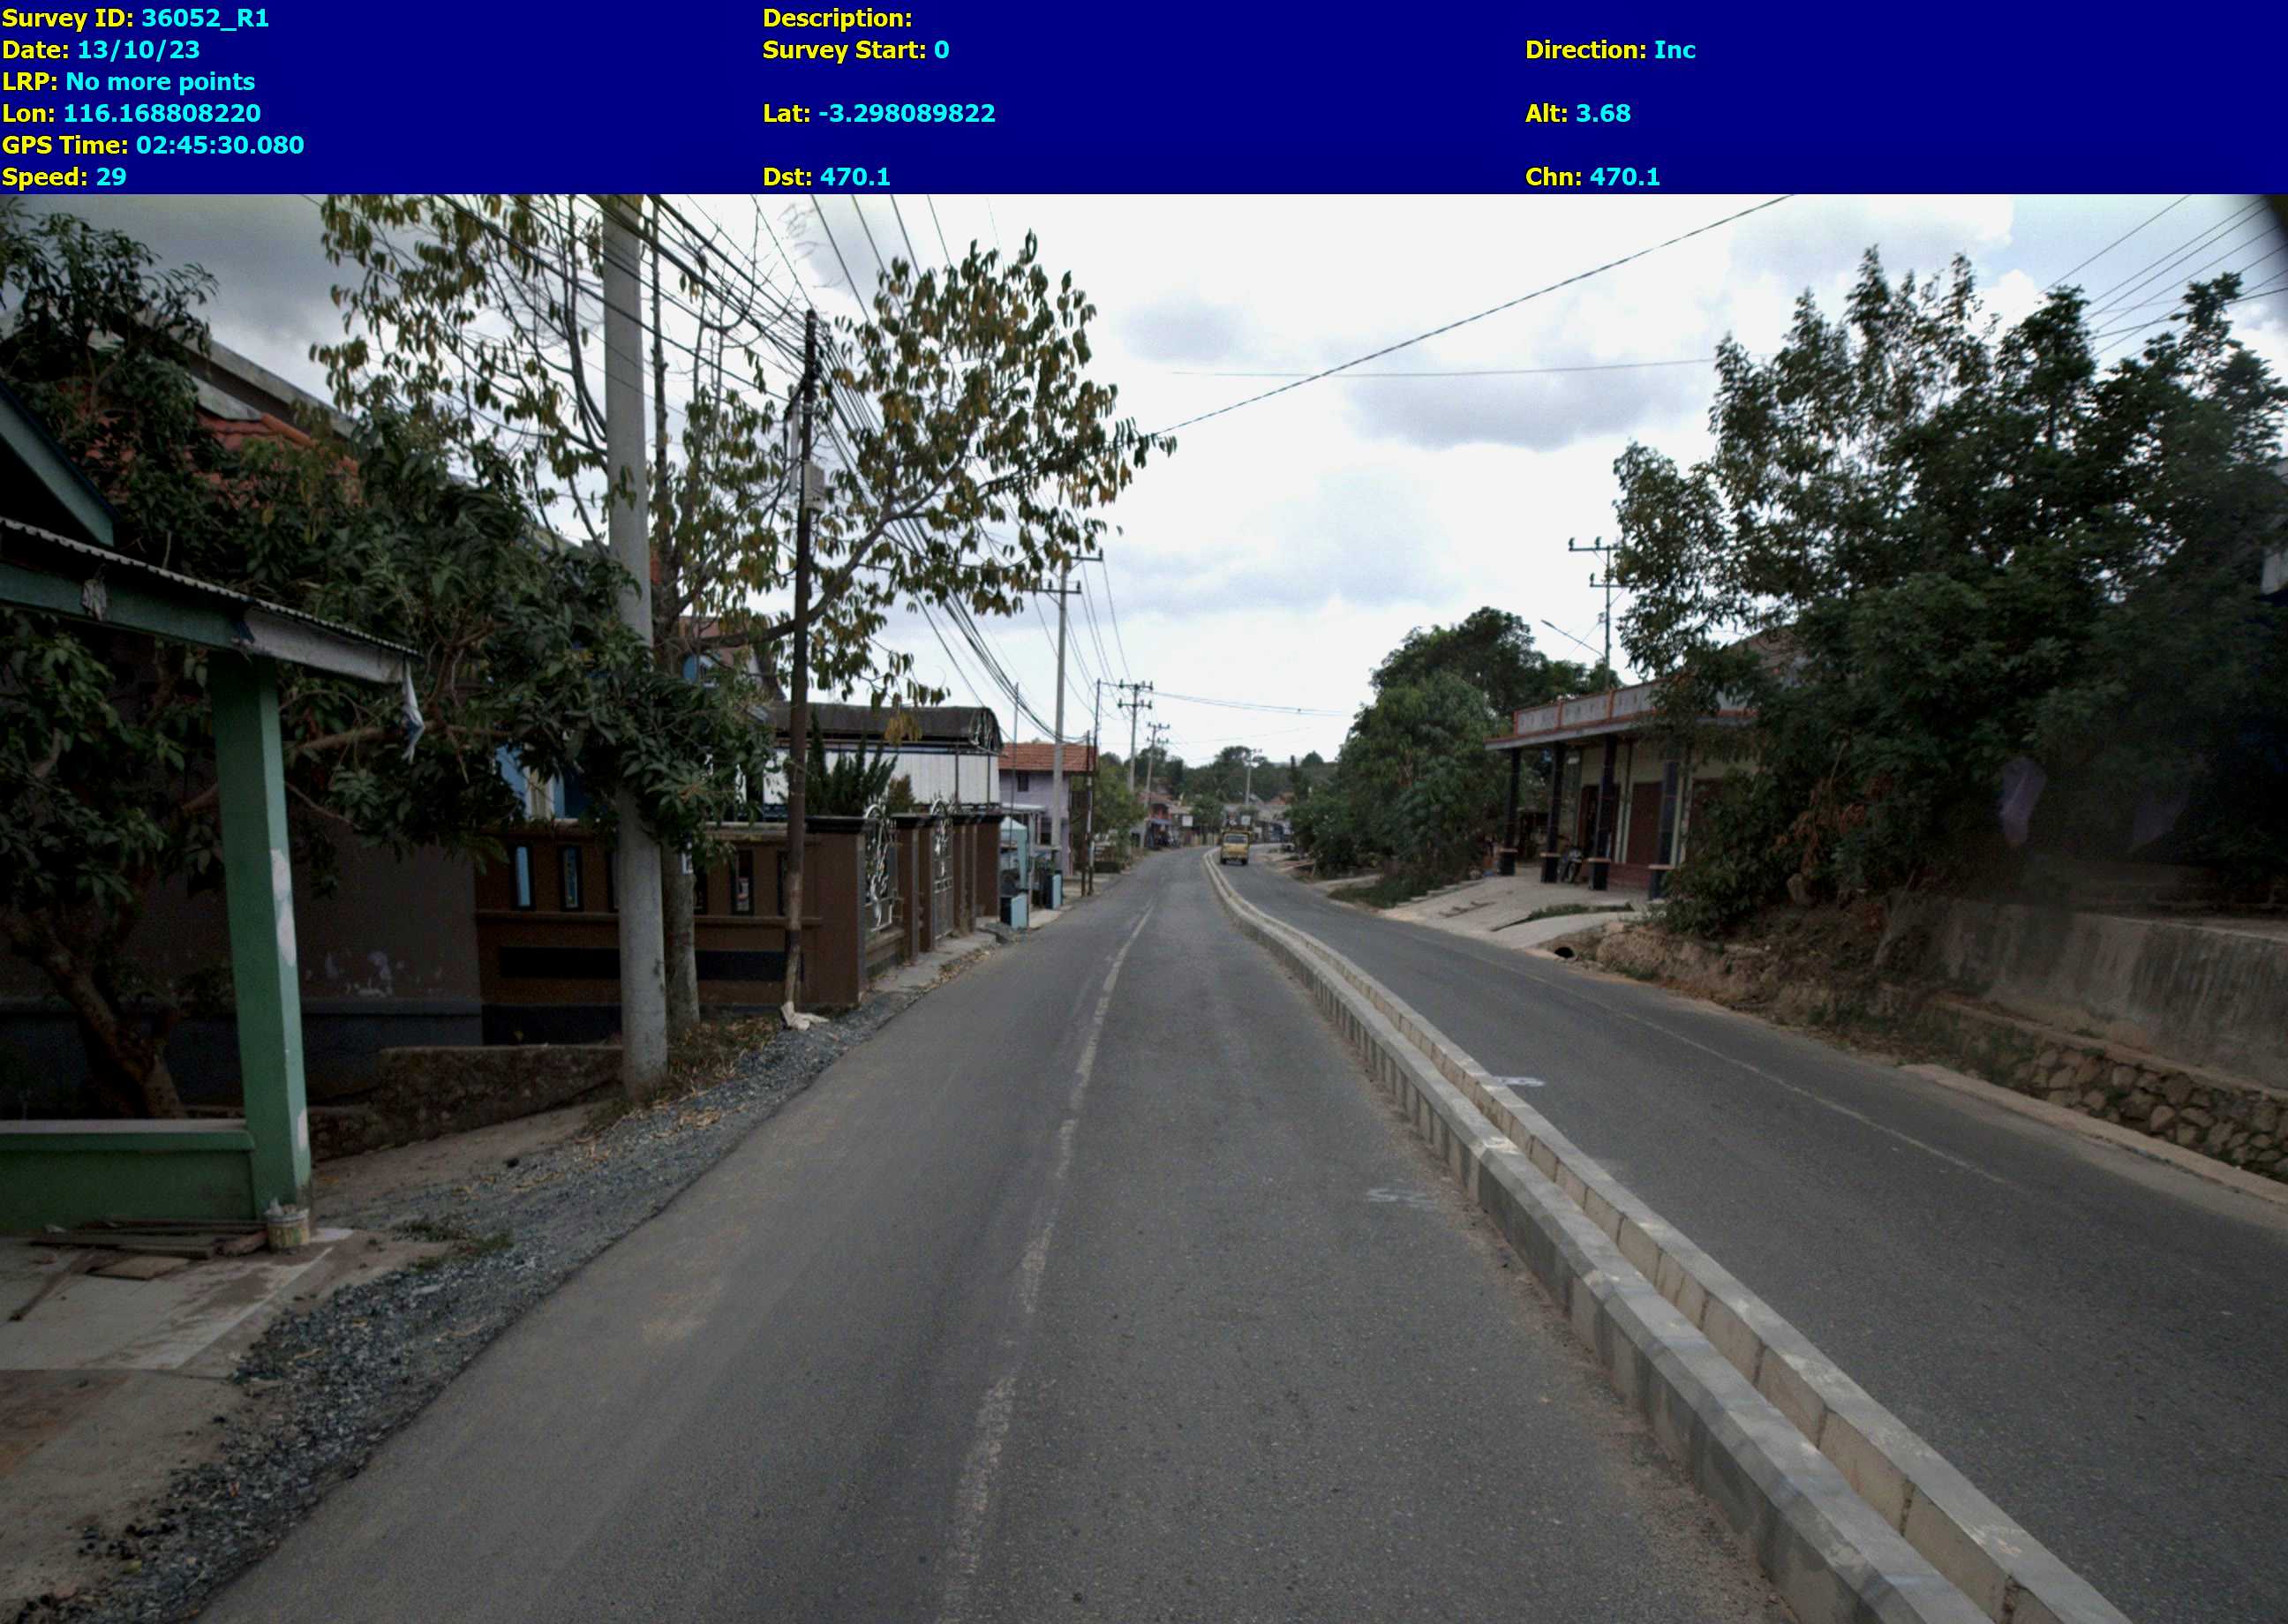 Survey ID: 36052_R1
Description:
Date: 13/10/23
Survey Start: 0
Direction: Inc
LRP: No more points
Lon: 116.168808220
Lat: -3.298089822
Alt: 3.68
GPS Time: 02:45:30.080
Speed: 29
Dst: 470.1
Chn: 470.1